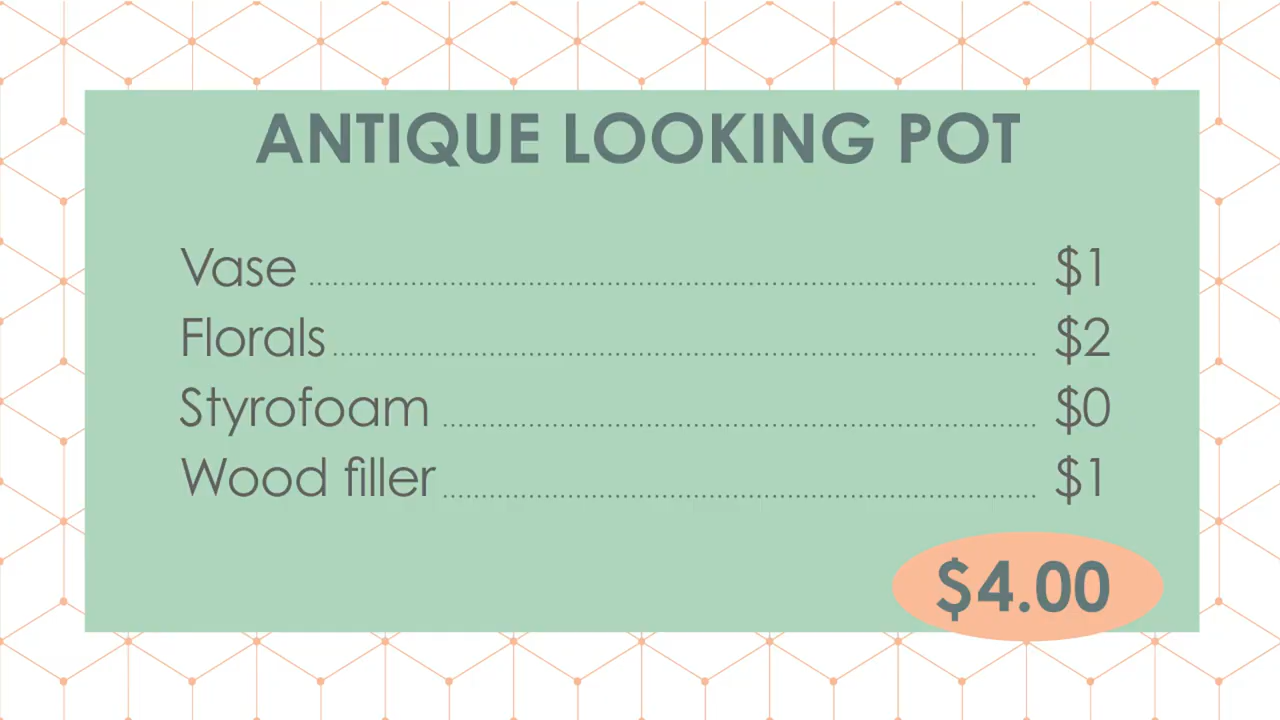 ANTIQUE LOOKING POT
Vase ........................................ $1
Florals ........................................ $2
Styrofoam ........................................ $0
Wood filler ........................................ $1
$4.00